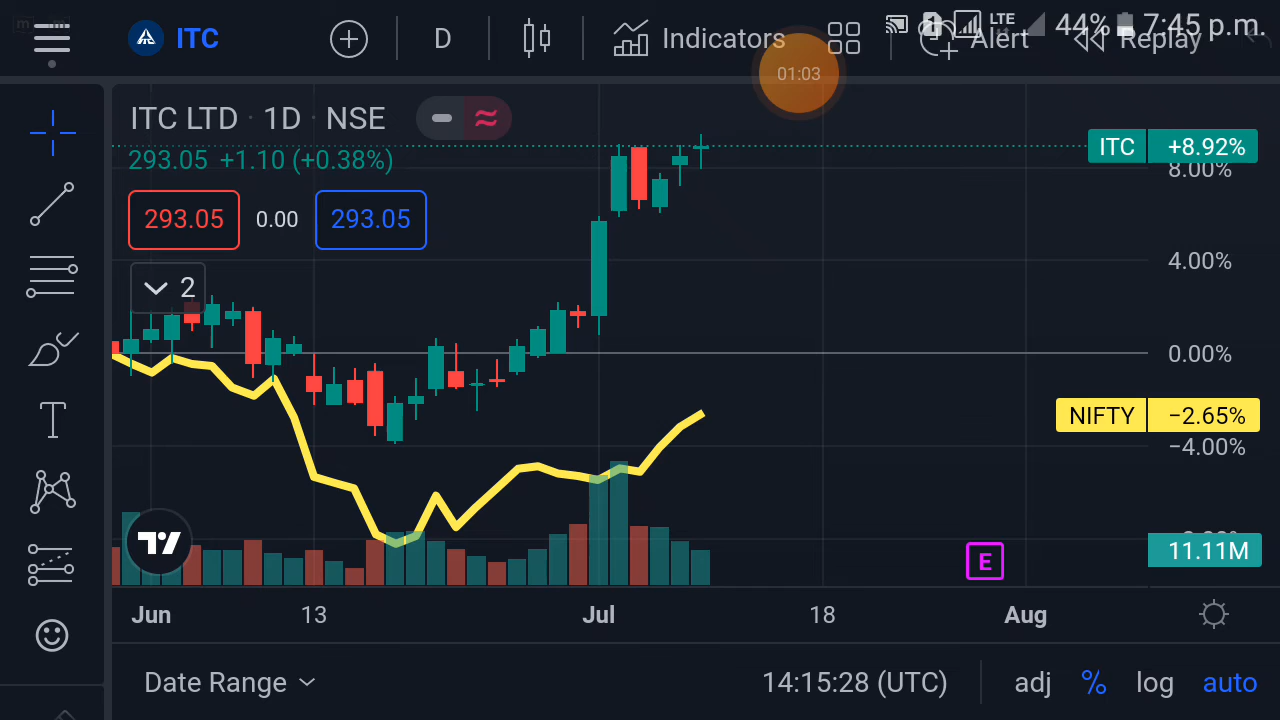 ITC D Indicators Alert Replay
LTE 44% 7:45 p.m.
01:03
ITC LTD · 1D · NSE
293.05 +1.10 (+0.38%)
293.05 0.00 293.05
2
ITC +8.92%
8.00%
4.00%
0.00%
NIFTY −2.65%
−4.00%
11.11M
E
Jun 13 Jul 18 Aug
Date Range 14:15:28 (UTC) adj % log auto